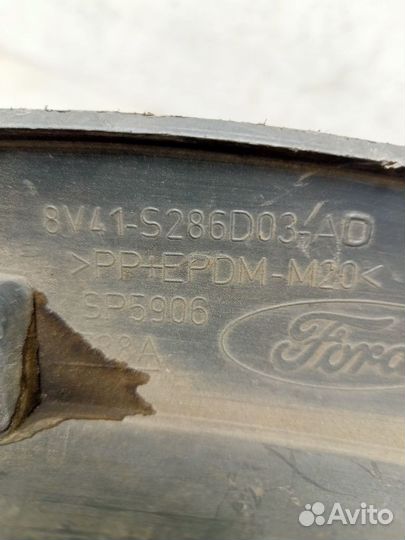 8V41-S286D03-AD
>PP+EPDM-M20<
SP5906
Ford
Avito